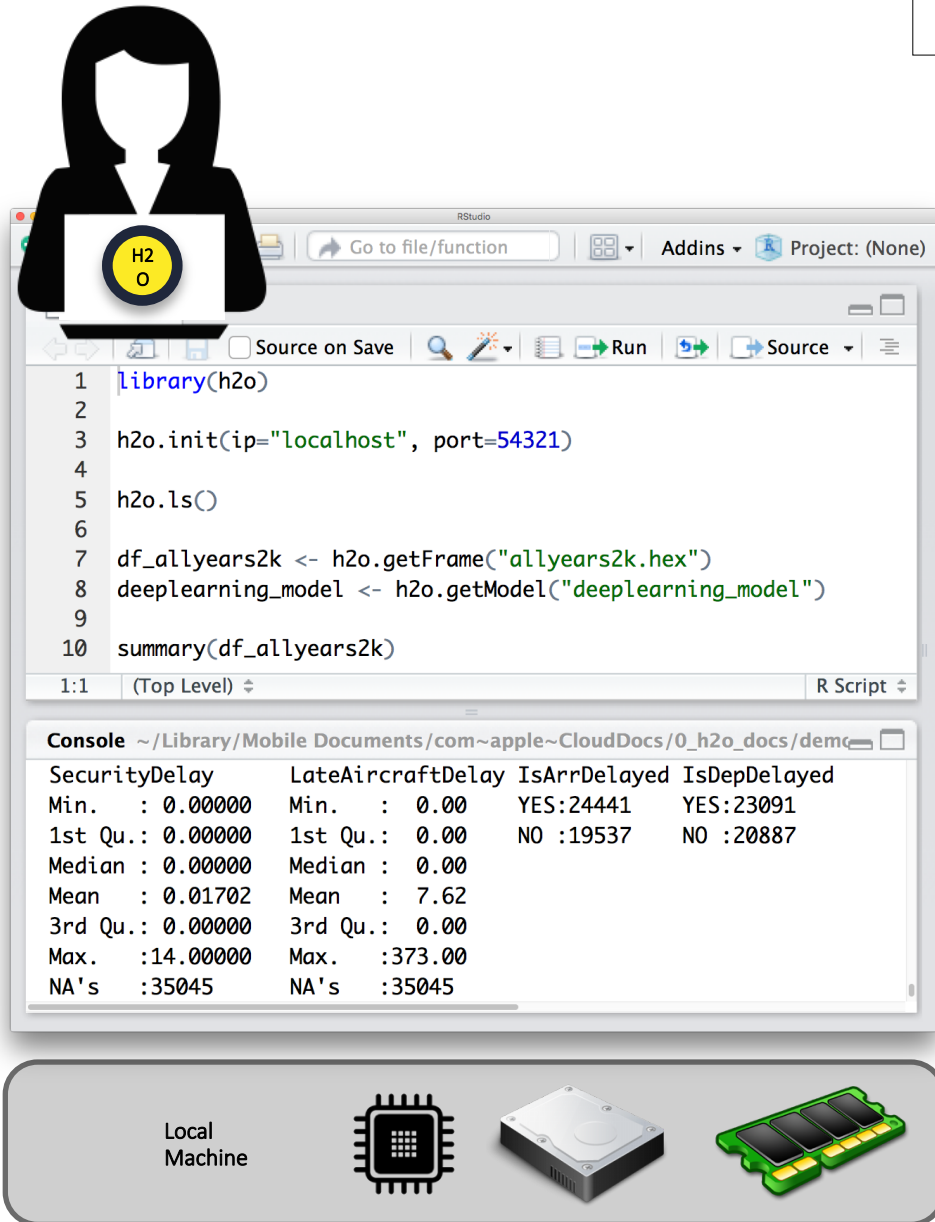 H2
O
RStudio
Go to file/function
Addins
Project: (None)
Source on Save
Run
Source
1 library(h2o)
2
3 h2o.init(ip="localhost", port=54321)
4
5 h2o.ls()
6
7 df_allyears2k <- h2o.getFrame("allyears2k.hex")
8 deeplearning_model <- h2o.getModel("deeplearning_model")
9
10 summary(df_allyears2k)
1:1 (Top Level) R Script
Console ~/Library/Mobile Documents/com~apple~CloudDocs/0_h2o_docs/demo
SecurityDelay LateAircraftDelay IsArrDelayed IsDepDelayed
Min. : 0.00000 Min. : 0.00 YES:24441 YES:23091
1st Qu.: 0.00000 1st Qu.: 0.00 NO :19537 NO :20887
Median : 0.00000 Median : 0.00
Mean : 0.01702 Mean : 7.62
3rd Qu.: 0.00000 3rd Qu.: 0.00
Max. :14.00000 Max. :373.00
NA's :35045 NA's :35045
Local
Machine